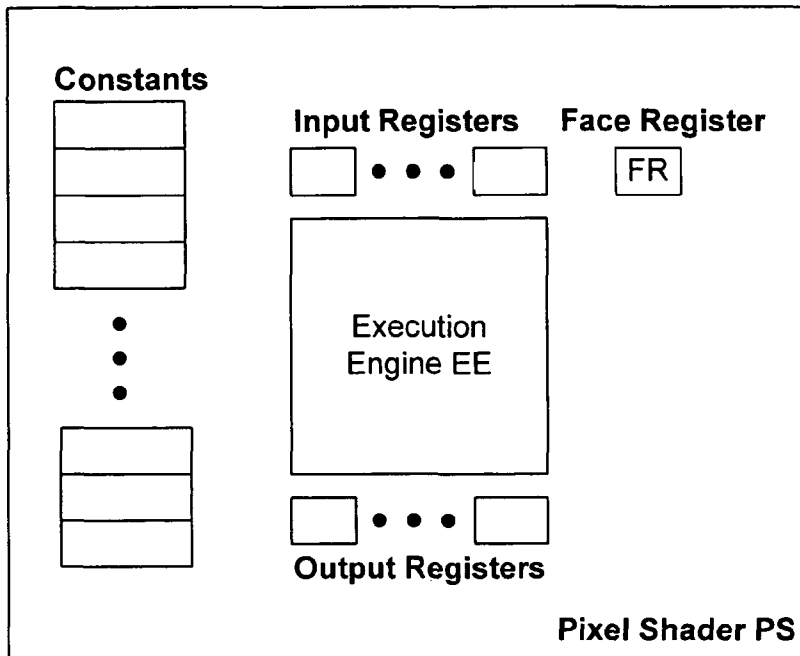 Constants
Input Registers
Face Register
FR
Execution
Engine EE
Output Registers
Pixel Shader PS